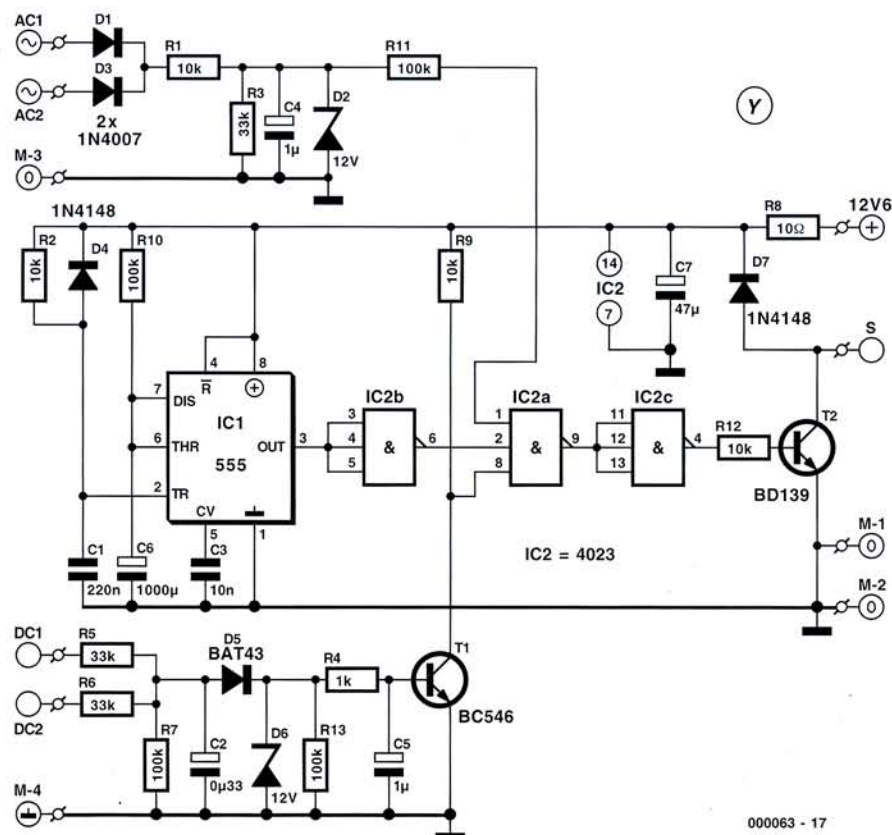 AC1
D1
R1
10k
R11
100k
AC2
D3
2x
1N4007
R3
33k
C4
1µ
D2
12V
Y
M-3
0
1N4148
R2
10k
D4
R10
100k
R9
10k
14
IC2
7
C7
47µ
D7
1N4148
R8
10Ω
12V6
+
S
4
R
8
7
DIS
6
THR
IC1
555
OUT
3
2
TR
CV
5
1
IC2b
3
4
5
&
6
IC2a
1
2
8
&
9
IC2c
11
12
13
&
4
R12
10k
T2
BD139
M-1
0
M-2
0
IC2 = 4023
C1
220n
C6
1000µ
C3
10n
DC1
R5
33k
DC2
R6
33k
D5
BAT43
R4
1k
T1
BC546
R7
100k
C2
0µ33
D6
12V
R13
100k
C5
1µ
M-4
000063 - 17